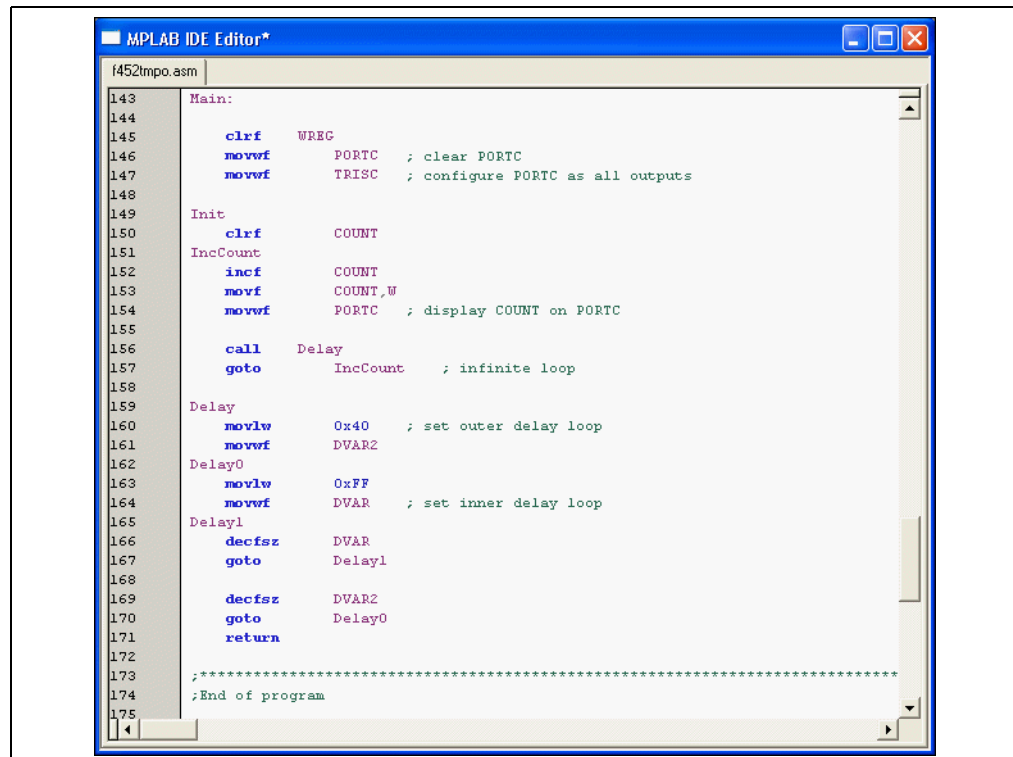 MPLAB IDE Editor*
f452tmpo.asm
143 Main:
144
145 clrf WREG
146 movwf PORTC ; clear PORTC
147 movwf TRISC ; configure PORTC as all outputs
148
149 Init
150 clrf COUNT
151 IncCount
152 incf COUNT
153 movf COUNT,W
154 movwf PORTC ; display COUNT on PORTC
155
156 call Delay
157 goto IncCount ; infinite loop
158
159 Delay
160 movlw 0x40 ; set outer delay loop
161 movwf DVAR2
162 Delay0
163 movlw 0xFF
164 movwf DVAR ; set inner delay loop
165 Delay1
166 decfsz DVAR
167 goto Delay1
168
169 decfsz DVAR2
170 goto Delay0
171 return
172
173 ;******************************************************************************
174 ;End of program
175